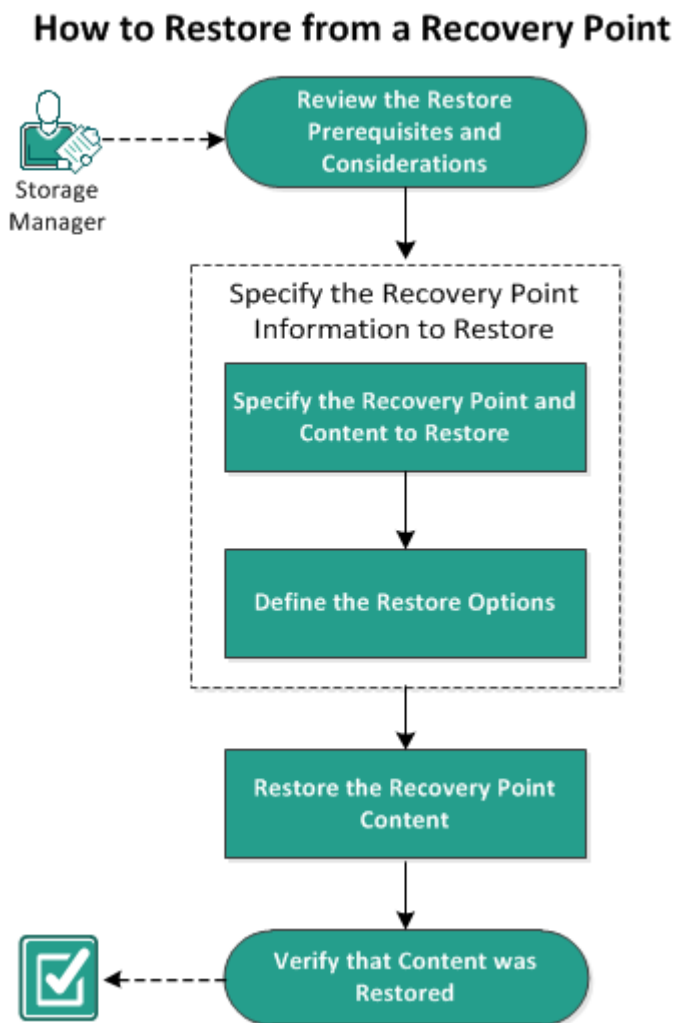 How to Restore from a Recovery Point
Review the Restore
Prerequisites and
Considerations
Storage
Manager
Specify the Recovery Point
Information to Restore
Specify the Recovery Point and
Content to Restore
Define the Restore Options
Restore the Recovery Point
Content
Verify that Content was
Restored